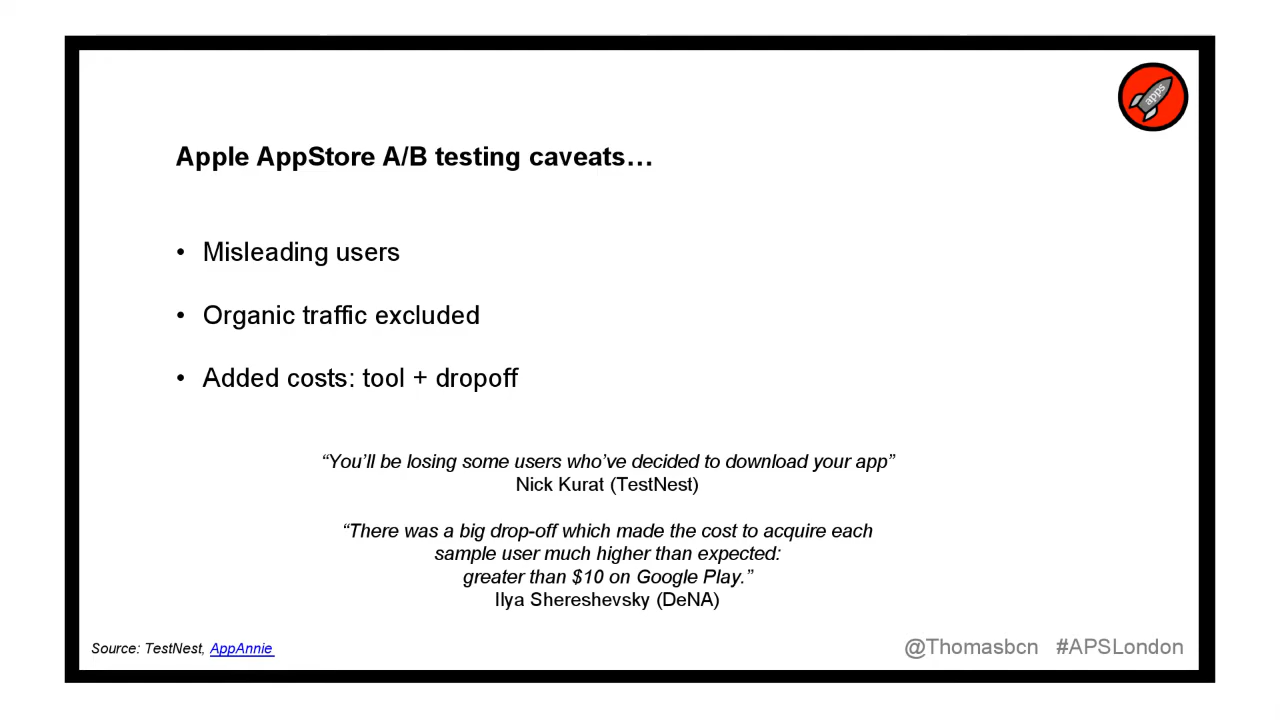 apps
Apple AppStore A/B testing caveats…
• Misleading users
• Organic traffic excluded
• Added costs: tool + dropoff
“You’ll be losing some users who’ve decided to download your app”
Nick Kurat (TestNest)
“There was a big drop-off which made the cost to acquire each
sample user much higher than expected:
greater than $10 on Google Play.”
Ilya Shereshevsky (DeNA)
Source: TestNest, AppAnnie
@Thomasbcn #APSLondon